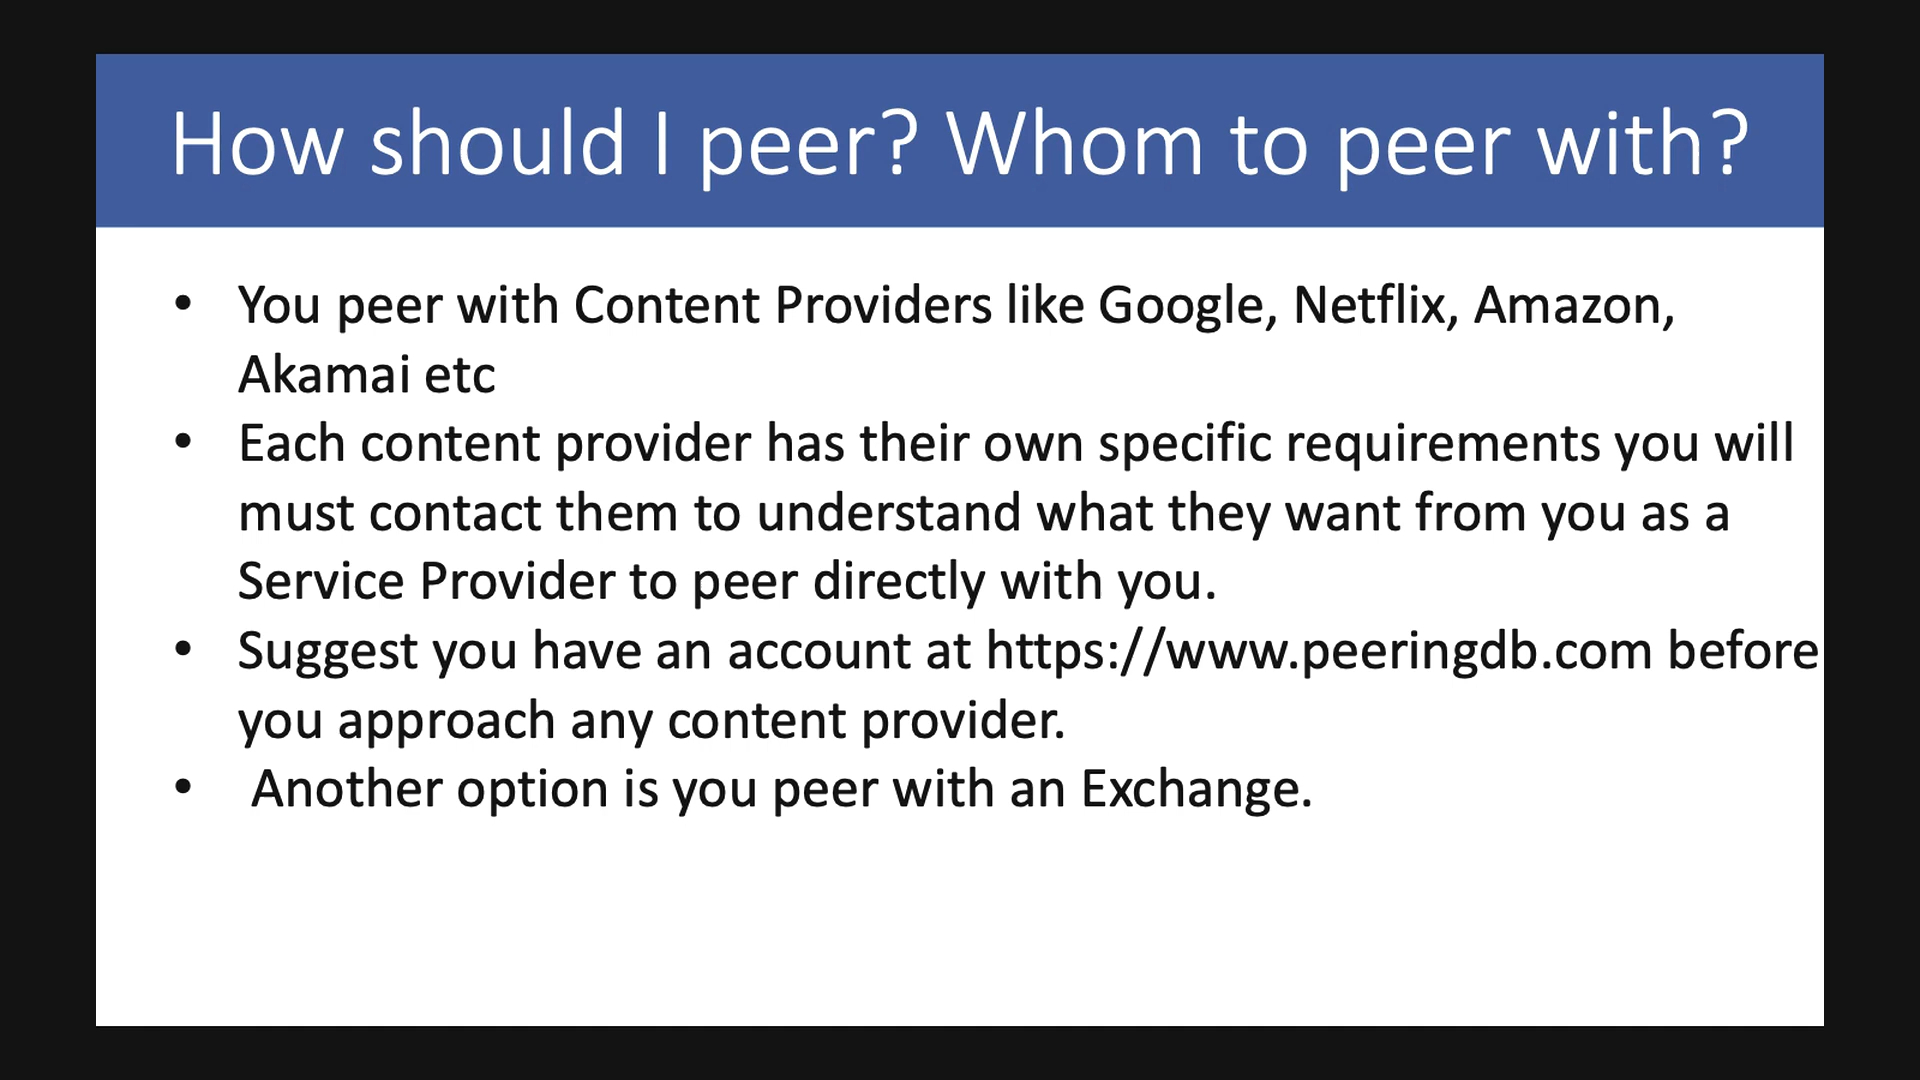 How should I peer? Whom to peer with?
• You peer with Content Providers like Google, Netflix, Amazon,
Akamai etc
• Each content provider has their own specific requirements you will
must contact them to understand what they want from you as a
Service Provider to peer directly with you.
• Suggest you have an account at https://www.peeringdb.com before
you approach any content provider.
• Another option is you peer with an Exchange.